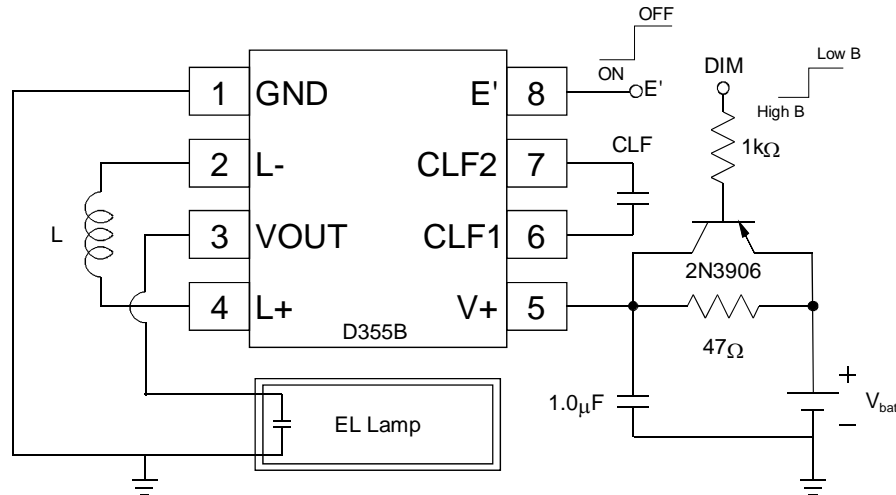 OFF
ON
E'
DIM
Low B
High B
1kΩ
1 GND
E' 8
2 L-
CLF2 7
CLF
L
3 VOUT
CLF1 6
2N3906
4 L+
V+ 5
D355B
47Ω
EL Lamp
1.0µF
+
Vbat
−